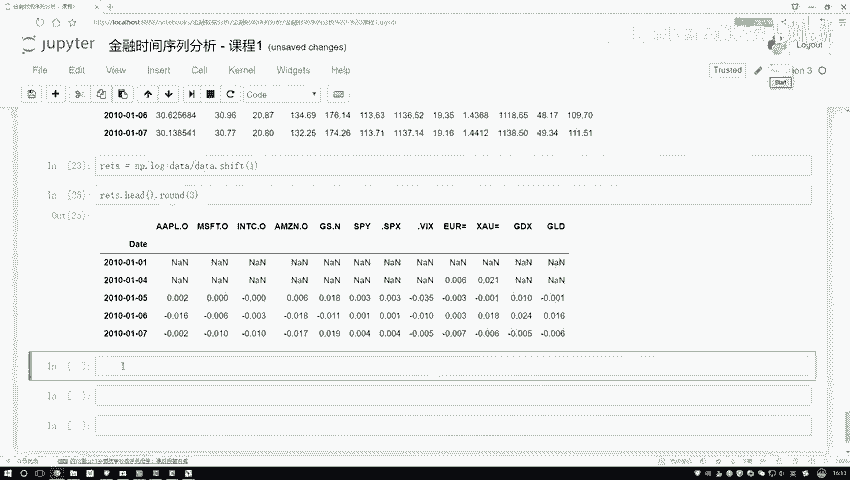 https://localhost:8888/notebooks/
jupyter 金融时间序列分析 - 课程1 (unsaved changes)
Logout
File Edit View Insert Cell Kernel Widgets Help
Trusted
Start
Code
2010-01-06 30.625684 30.96 20.80 134.69 176.14 113.63 1136.52 19.35 1.4368 1118.65 48.17 109.70
2010-01-07 30.138541 30.77 20.80 132.25 174.26 113.71 1137.14 19.16 1.4412 1138.50 49.34 111.51
In [23]: rets = np.log(data/data.shift(1)
rets.head().round(3)
AAPL.O MSFT.O INTC.O AMZN.O GS.N SPY .SPX .VIX EUR= XAU= GDX GLD
Date
2010-01-01 NaN NaN NaN NaN NaN NaN NaN NaN NaN NaN NaN NaN
2010-01-04 NaN NaN NaN NaN NaN NaN NaN NaN 0.006 0.021 NaN NaN
2010-01-05 0.002 0.000 -0.000 0.006 0.018 0.003 0.003 -0.035 -0.003 -0.001 0.010 -0.001
2010-01-06 -0.016 -0.006 -0.003 -0.018 -0.011 0.001 0.001 -0.010 0.003 0.018 0.024 0.016
2010-01-07 -0.002 -0.010 -0.010 -0.017 0.019 0.004 0.004 -0.005 -0.007 -0.006 -0.005 -0.006
In [ ]:
In [ ]:
In [ ]: